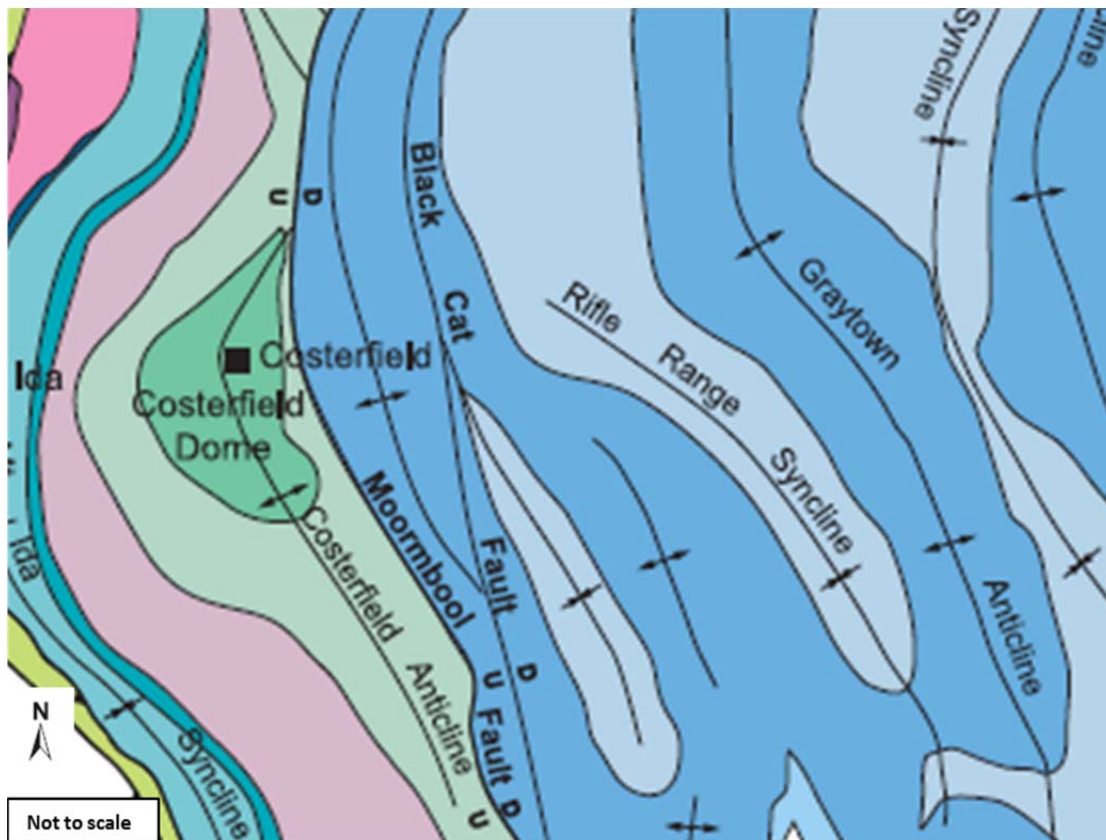 Syncline
cline
Black
Cat
Fault
D
U
D
U
Graytown
Anticline
Rifle
Range
Syncline
Costerfield
Costerfield
Dome
Costerfield
Anticline
Moormbool
Fault
D
U
Ida
Ida
Syncline
N
Not to scale